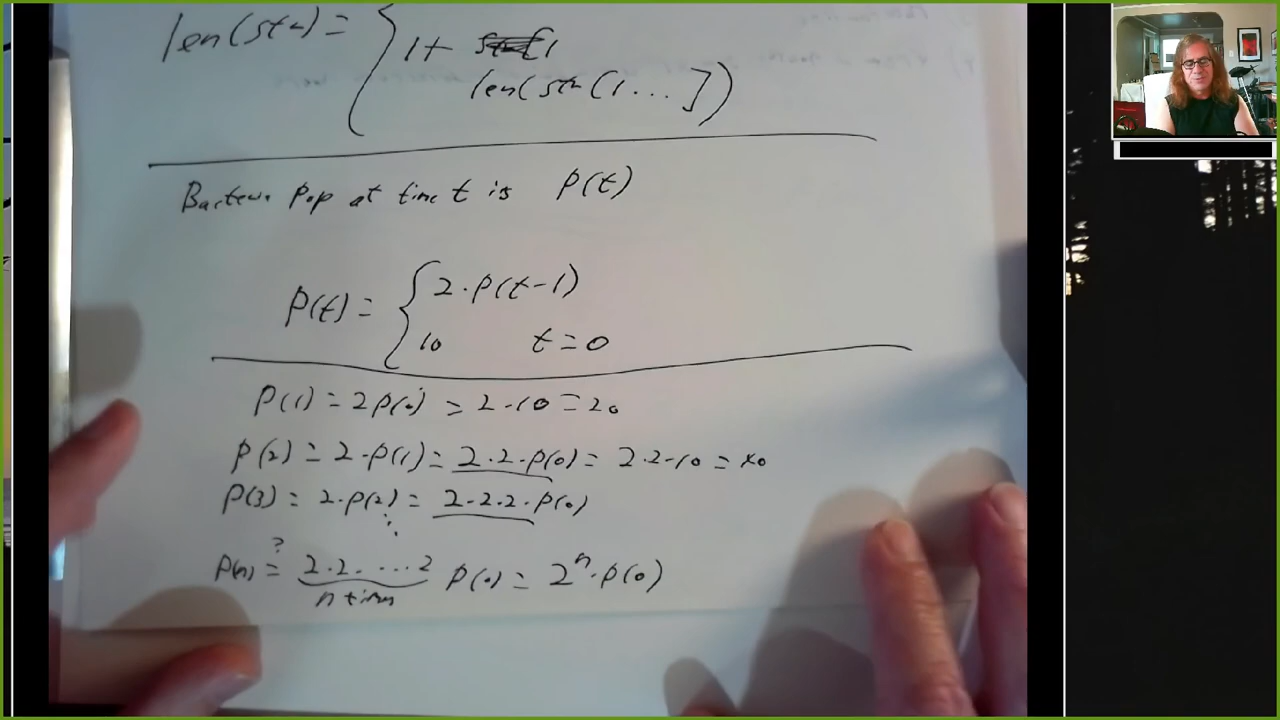 len(str) = {
1+
len(str[1...])
Bacteria Pop at time t is P(t)
P(t) = { 2·P(t-1)
10 t=0
P(1) = 2P(0) = 2·10 = 20
P(2) = 2·P(1) = 2·2·P(0) = 2·2·10 = 40
P(3) = 2·P(2) = 2·2·2·P(0)
⋮
P(n) ?= 2·2· ...2 P(0) = 2^n·P(0)
n times